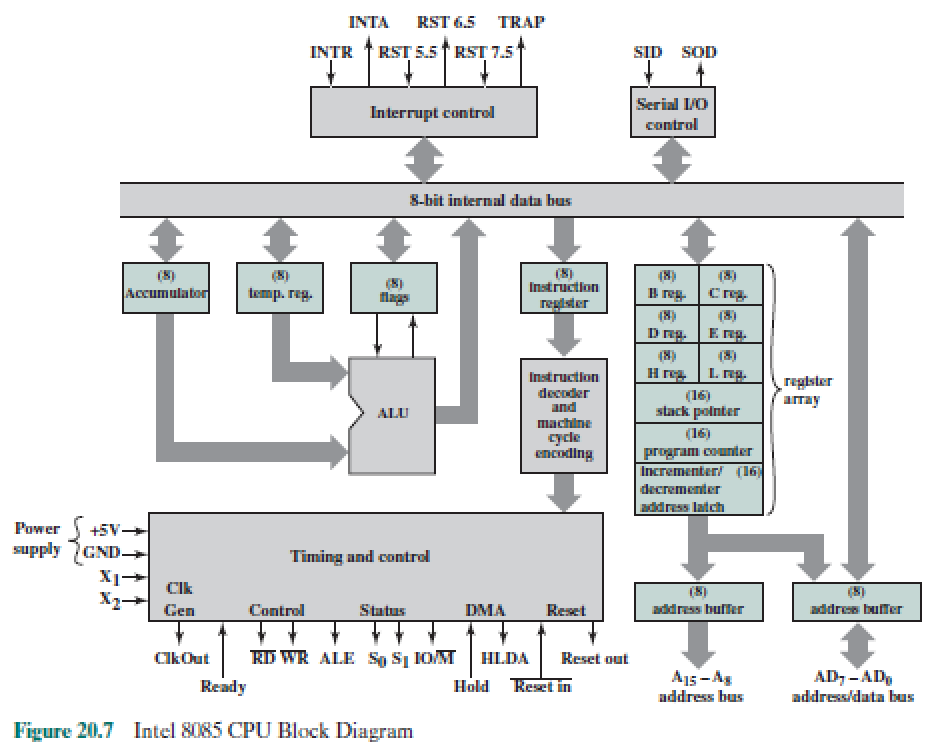 INTA RST 6.5 TRAP
INTR RST 5.5 RST 7.5
SID SOD
Interrupt control
Serial I/O
control
8-bit internal data bus
(8)
Accumulator
(8)
temp. reg.
(8)
flags
(8)
instruction
register
(8) (8)
B reg. C reg.
(8) (8)
D reg. E reg.
(8) (8)
H reg. L reg.
(16)
stack pointer
(16)
program counter
incrementer/ (16)
decrementer
address latch
register
array
ALU
instruction
decoder
and
machine
cycle
encoding
Power
supply
+5V
GND
X1
X2
Timing and control
Clk
Gen Control Status DMA Reset
ClkOut R̅D̅ W̅R̅ ALE S0 S1 IO/M̅ HLDA Reset out
Ready Hold R̅e̅s̅e̅t̅ i̅n̅
(8)
address buffer
(8)
address buffer
A15 – A8
address bus
AD7 – AD0
address/data bus
Figure 20.7 Intel 8085 CPU Block Diagram